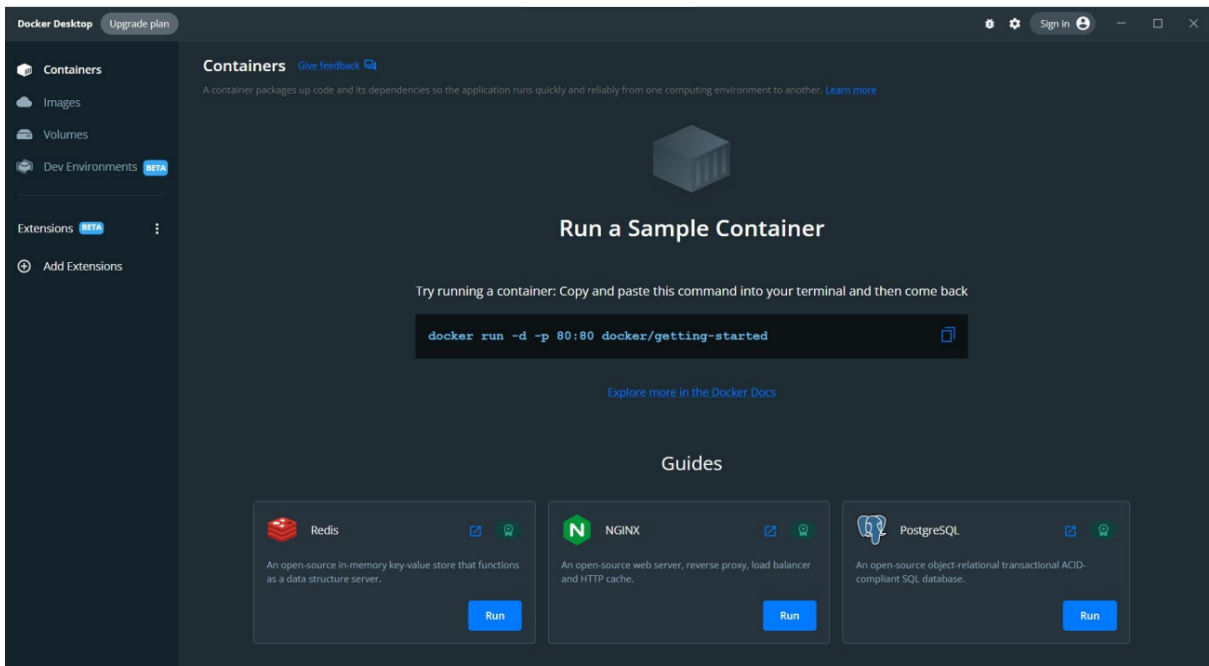 Docker Desktop Upgrade plan Sign in
Containers
Images
Volumes
Dev Environments BETA
Extensions BETA
Add Extensions
Containers Give feedback
A container packages up code and its dependencies so the application runs quickly and reliably from one computing environment to another. Learn more
Run a Sample Container
Try running a container: Copy and paste this command into your terminal and then come back
docker run -d -p 80:80 docker/getting-started
Explore more in the Docker Docs
Guides
Redis
An open-source in-memory key-value store that functions
as a data structure server.
Run
N NGINX
An open-source web server, reverse proxy, load balancer
and HTTP cache.
Run
PostgreSQL
An open-source object-relational transactional ACID-
compliant SQL database.
Run